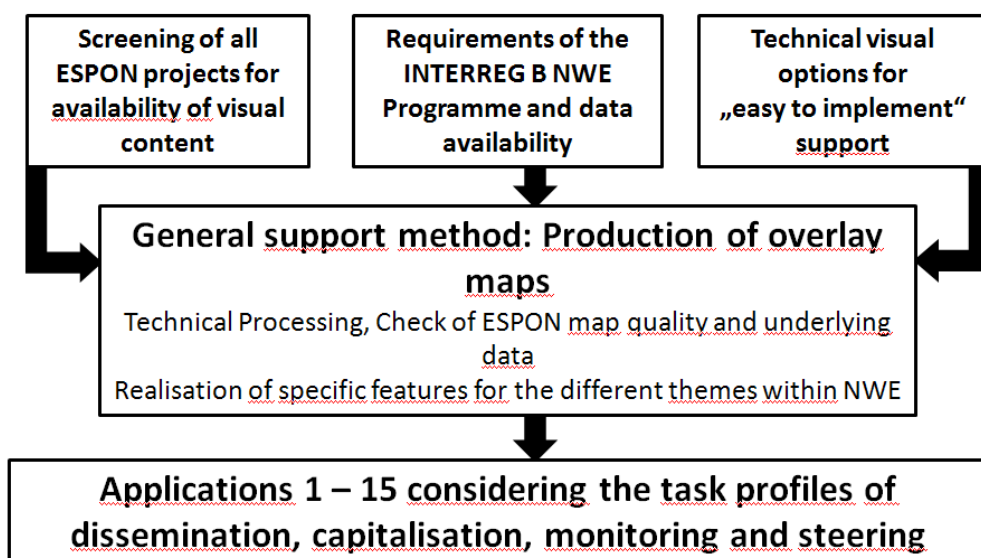 Screening of all
ESPON projects for
availability of visual
content
Requirements of the
INTERREG B NWE
Programme and data
availability
Technical visual
options for
„easy to implement“
support
General support method: Production of overlay
maps
Technical Processing, Check of ESPON map quality and underlying
data
Realisation of specific features for the different themes within NWE
Applications 1 – 15 considering the task profiles of
dissemination, capitalisation, monitoring and steering